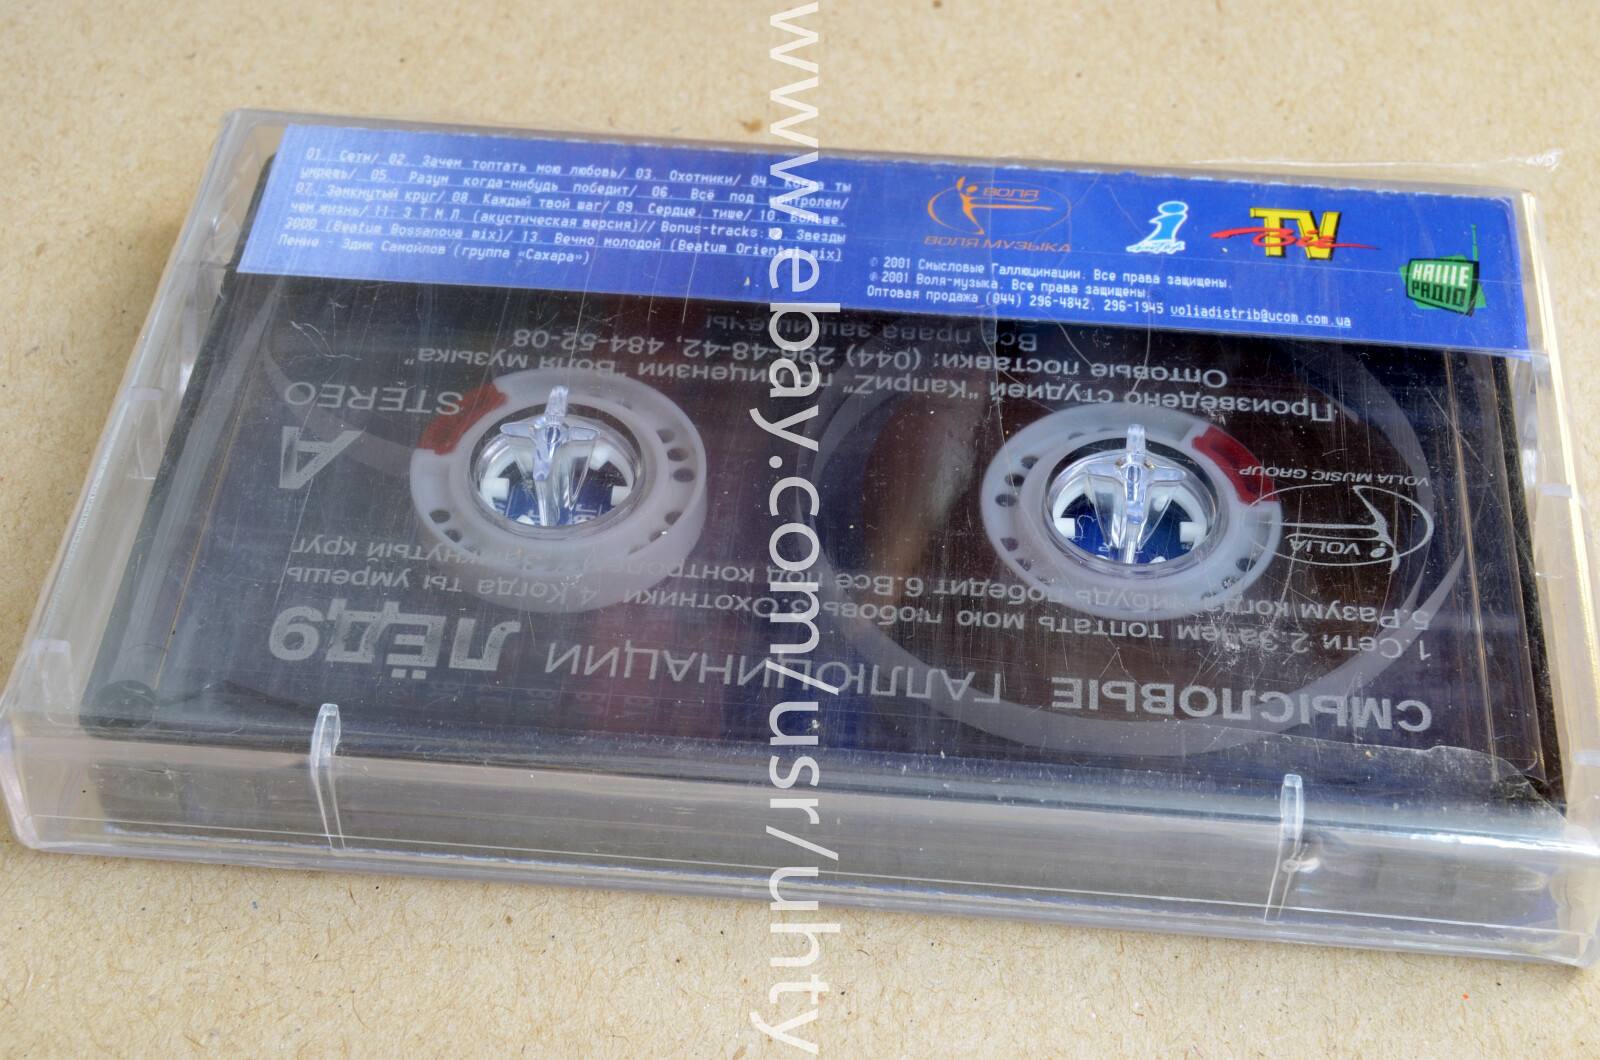 01. Сети/ 02. Зачем топтать мою любовь/ 03. Охотники/ 04. Когда ты
умрешь/ 05. Разум когда-нибудь победит/ 06. Всё под контролем/
07. Замкнутый круг/ 08. Каждый твой шаг/ 09. Сердце, тише/ 10. Больше,
чем жизнь/ 11. З.Т.М.Л. (акустическая версия)// Bonus-tracks: Звезды
3000 (Beatum Bossanova mix)/ 13. Вечно молодой (Beatum Oriental mix)
Пение - Эдик Самойлов (группа «Сахара»)
ВОЛЯ
ВОЛЯ МУЗЫКА
TV
НАШЕ
РАДІО
© 2001 Смысловые Галлюцинации. Все права защищены.
℗ 2001 Воля-музыка. Все права защищены.
Оптовая продажа (044) 296-4842, 296-1945 voliadistrib@ucom.com.ua
СМЫСЛОВЫЕ ГАЛЛЮЦИНАЦИИ ЛЁД9
1.Сети 2.Зачем топтать мою любовь 3.Охотники 4.Когда ты умрешь
5.Разум когда-нибудь победит 6.Всё под контролем 7.Замкнутый круг
VOLIA
VOLIA MUSIC GROUP
A
STEREO
Произведено студией "КаприZ" по лицензии "Воля музыка"
Оптовые поставки: (044) 296-48-42, 484-52-08
Все права защищены
www.ebay.com/usr/uhty